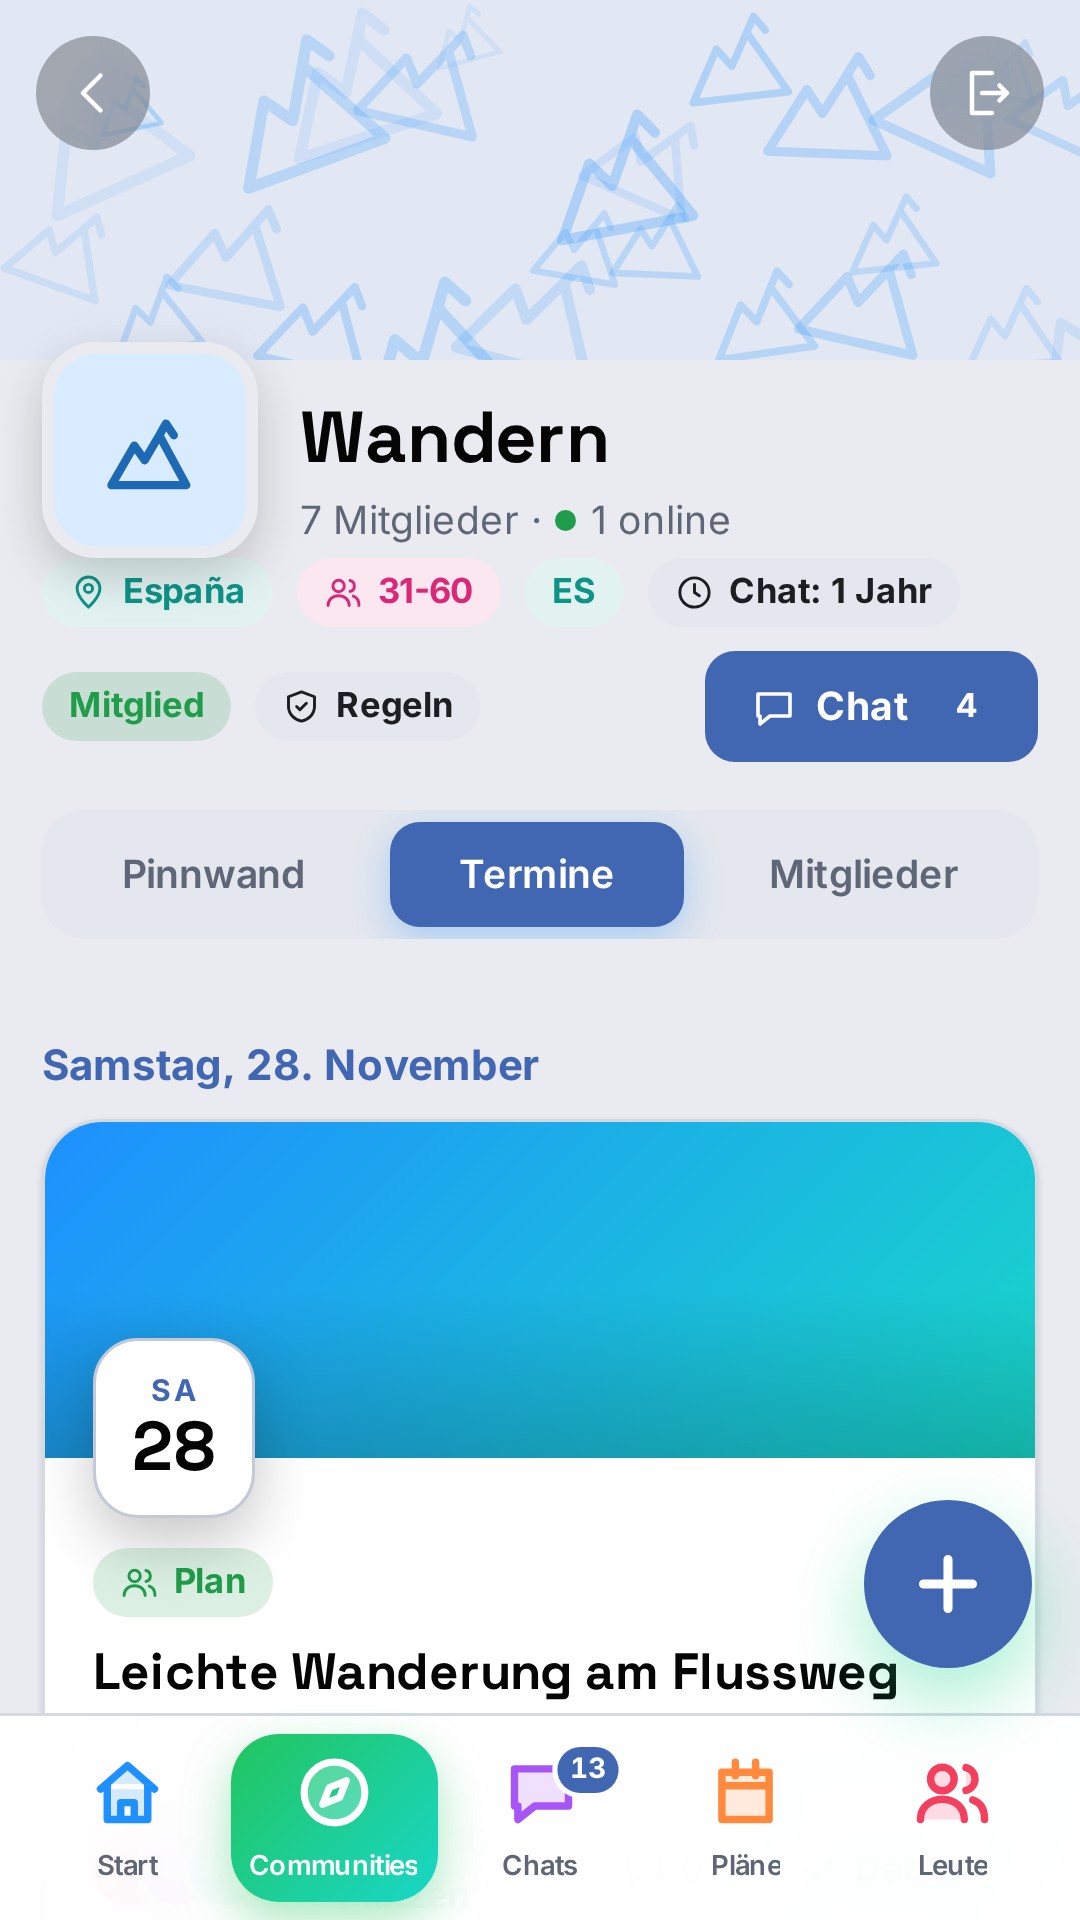 Wandern
7 Mitglieder · 1 online
España
31-60
ES
Chat: 1 Jahr
Mitglied
Regeln
Chat 4
Pinnwand
Termine
Mitglieder
Samstag, 28. November
SA
28
Plan
Leichte Wanderung am Flussweg
13
Start
Communities
Chats
Pläne
Leute